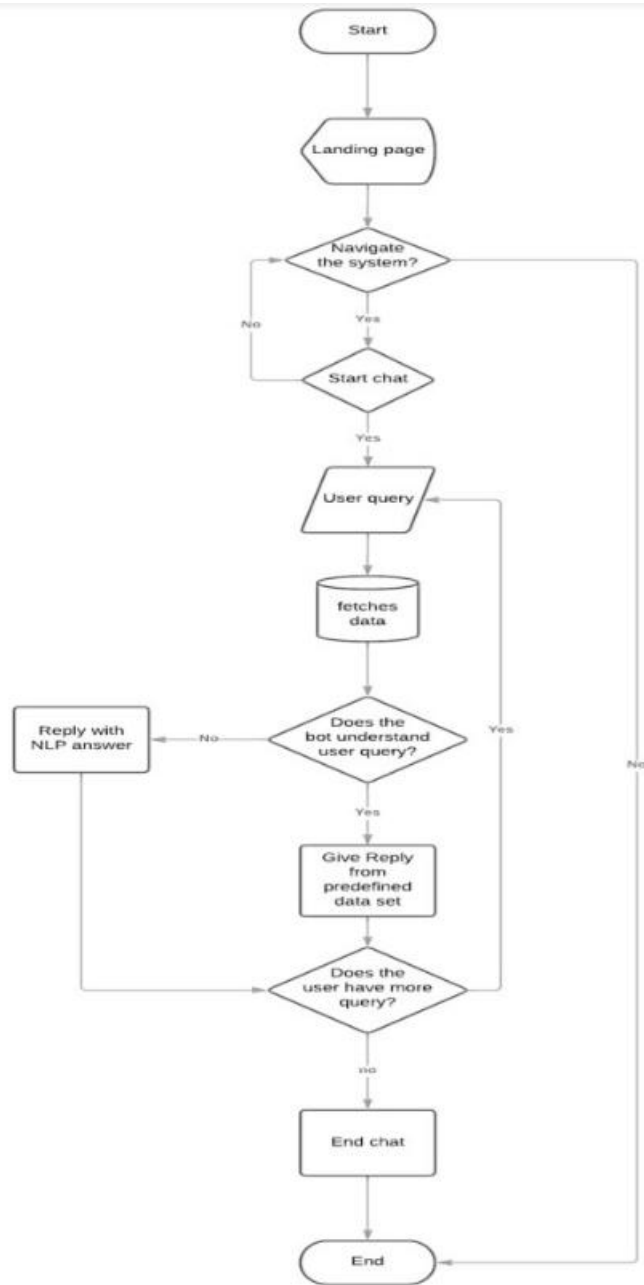 Start
Landing page
Navigate
the system?
Yes
No
Start chat
Yes
User query
fetches
data
Does the
bot understand
user query?
No
Reply with
NLP answer
Yes
No
Yes
Give Reply
from
predefined
data set
Does the
user have more
query?
no
End chat
End